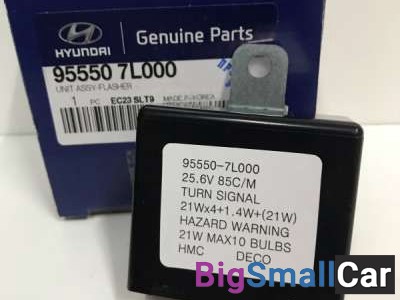 HYUNDAI
Genuine Parts
95550 7L000
UNIT ASSY-FLASHER
1 PC EC23 SLT9 MADE IN KOREA
95550-7L000
25.6V 85C/M
TURN SIGNAL
21Wx4+1.4W+(21W)
HAZARD WARNING
21W MAX10 BULBS
HMC DECO
BigSmallCar